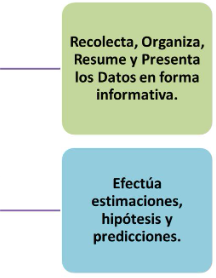 Recolecta, Organiza,
Resume y Presenta
los Datos en forma
informativa.
Efectúa
estimaciones,
hipótesis y
predicciones.